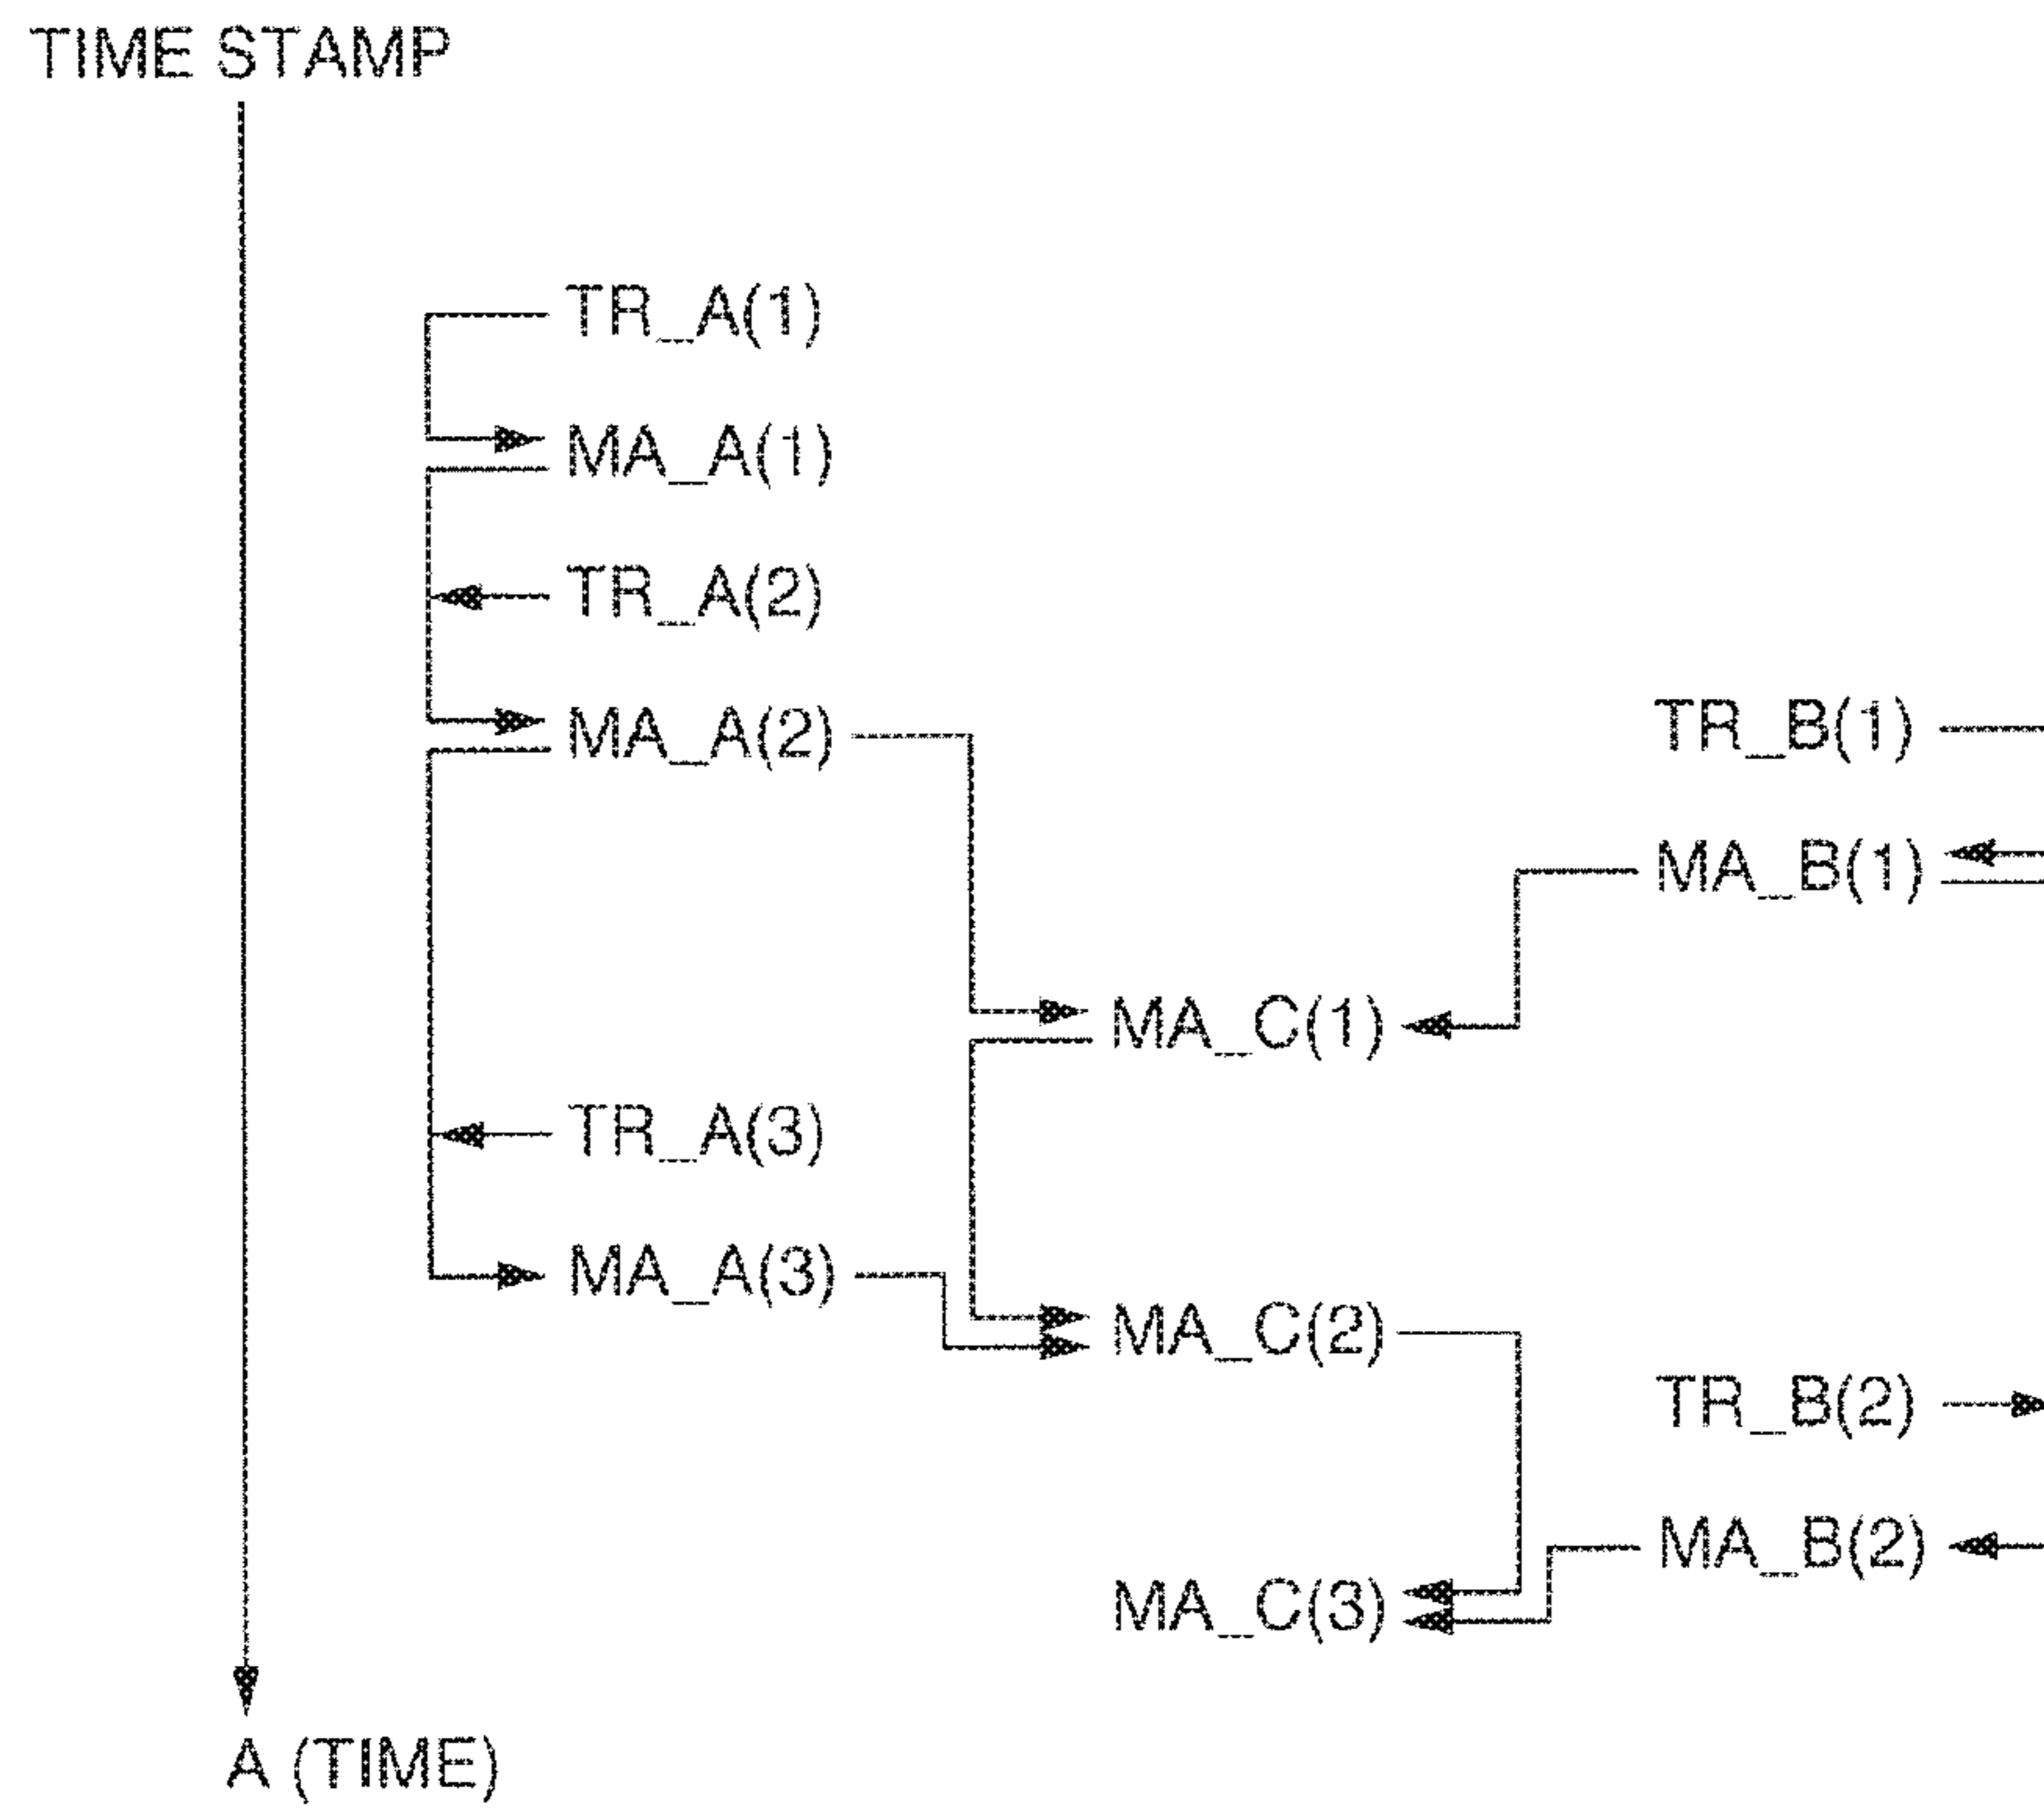 TIME STAMP
TR_A(1)
MA_A(1)
TR_A(2)
MA_A(2)
TR_B(1)
MA_B(1)
MA_C(1)
TR_A(3)
MA_A(3)
MA_C(2)
TR_B(2)
MA_B(2)
MA_C(3)
A (TIME)